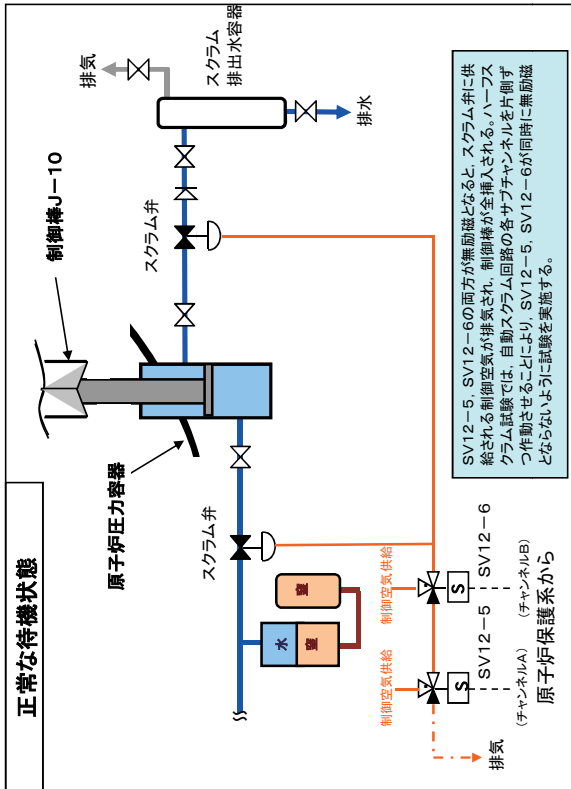 正常な待機状態
制御棒J-10
原子炉圧力容器
排気
スクラム
排出水容器
スクラム弁
排水
スクラム弁
水
窒
窒
制御空気供給
制御空気供給
S
S
SV12-5
SV12-6
(チャンネルA)
(チャンネルB)
原子炉保護系から
排気
SV12-5、SV12-6の両方が無励磁となると、スクラム弁に供
給される制御空気が排気され、制御棒が全挿入される。ハーフス
クラム試験では、自動スクラム回路の各サブチャンネルを片側ず
つ作動させることにより、SV12-5、SV12-6が同時に無励磁
とならないように試験を実施する。